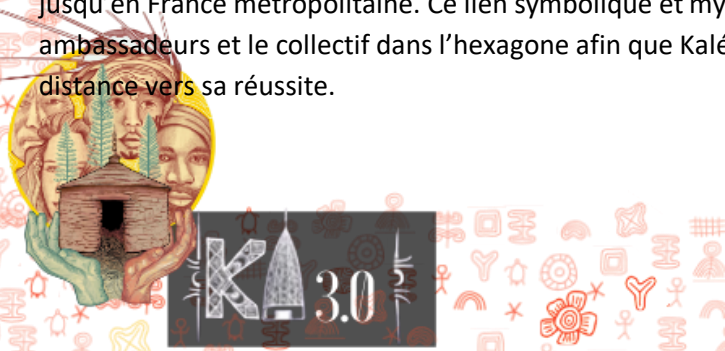 jusqu'en France métropolitaine. Ce lien symbolique et my
ambassadeurs et le collectif dans l’hexagone afin que Kalé
distance vers sa réussite.
K 3.0